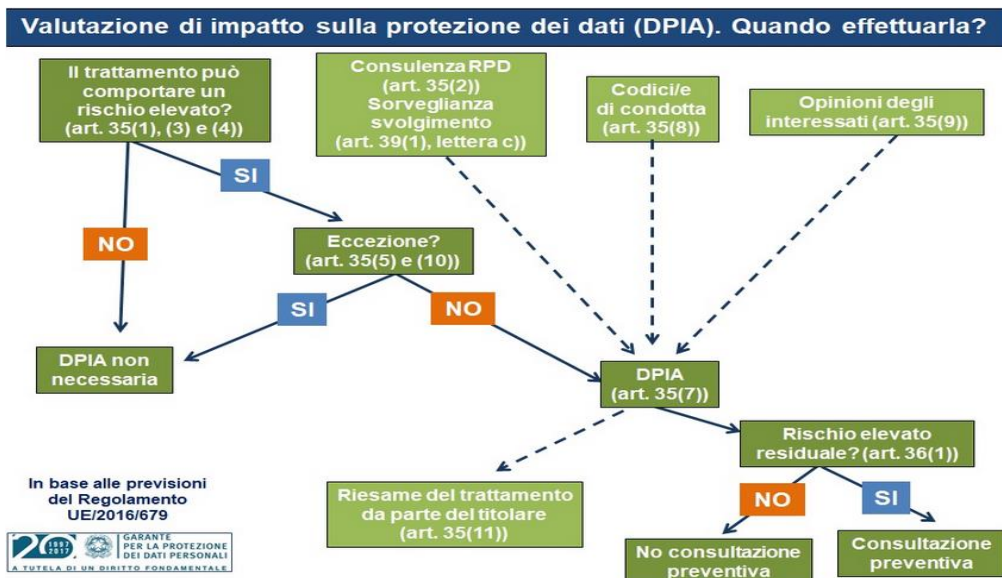 Valutazione di impatto sulla protezione dei dati (DPIA). Quando effettuarla?
Il trattamento può
comportare un
rischio elevato?
(art. 35(1), (3) e (4))
Consulenza RPD
(art. 35(2))
Sorveglianza
svolgimento
(art. 39(1), lettera c))
Codici/e
di condotta
(art. 35(8))
Opinioni degli
interessati (art. 35(9))
SI
NO
Eccezione?
(art. 35(5) e (10))
SI
NO
DPIA non
necessaria
DPIA
(art. 35(7))
Rischio elevato
residuale? (art. 36(1))
In base alle previsioni
del Regolamento
UE/2016/679
Riesame del trattamento
da parte del titolare
(art. 35(11))
NO
SI
No consultazione
preventiva
Consultazione
preventiva
20 1997
2017
GARANTE
PER LA PROTEZIONE
DEI DATI PERSONALI
A TUTELA DI UN DIRITTO FONDAMENTALE